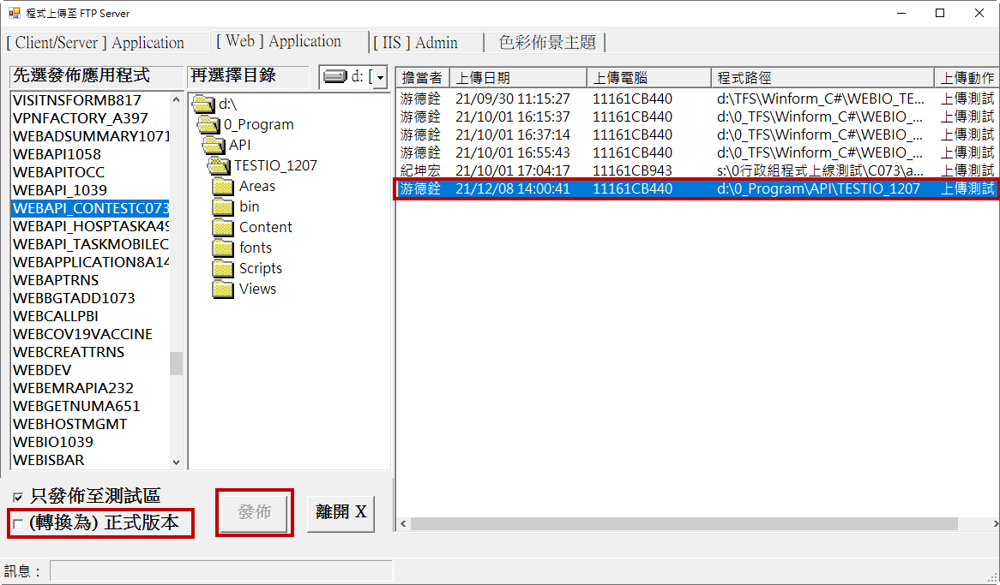 程式上傳至 FTP Server
[ Client/Server ] Application
[ Web ] Application
[ IIS ] Admin
色彩佈景主題
先選發佈應用程式
再選擇目錄
d: [
VISITNSFORMB817
VPNFACTORY_A397
WEBADSUMMARY1071
WEBAPI1058
WEBAPITOCC
WEBAPI_1039
WEBAPI_CONTESTC073
WEBAPI_HOSPTASKA49
WEBAPI_TASKMOBILEC
WEBAPPLICATION8A14
WEBAPTRNS
WEBBGTADD1073
WEBCALLPBI
WEBCOV19VACCINE
WEBCREATTRNS
WEBDEV
WEBEMRAPIA232
WEBGETNUMA651
WEBHOSTMGMT
WEBIO1039
WEBISBAR
d:\
0_Program
API
TESTIO_1207
Areas
bin
Content
fonts
Scripts
Views
擔當者 上傳日期 上傳電腦 程式路徑 上傳動作
游德銓 21/09/30 11:15:27 11161CB440 d:\TFS\Winform_C#\WEBIO_TE... 上傳測試
游德銓 21/10/01 16:15:37 11161CB440 d:\0_TFS\Winform_C#\WEBIO_... 上傳測試
游德銓 21/10/01 16:37:14 11161CB440 d:\0_TFS\Winform_C#\WEBIO_... 上傳測試
游德銓 21/10/01 16:55:43 11161CB440 d:\0_TFS\Winform_C#\WEBIO_... 上傳測試
紀坤宏 21/10/01 17:04:17 11161CB943 s:\0行政組程式上線測試\C073\a... 上傳測試
游德銓 21/12/08 14:00:41 11161CB440 d:\0_Program\API\TESTIO_1207 上傳測試
只發佈至測試區
(轉換為) 正式版本
發佈
離開 X
訊息：